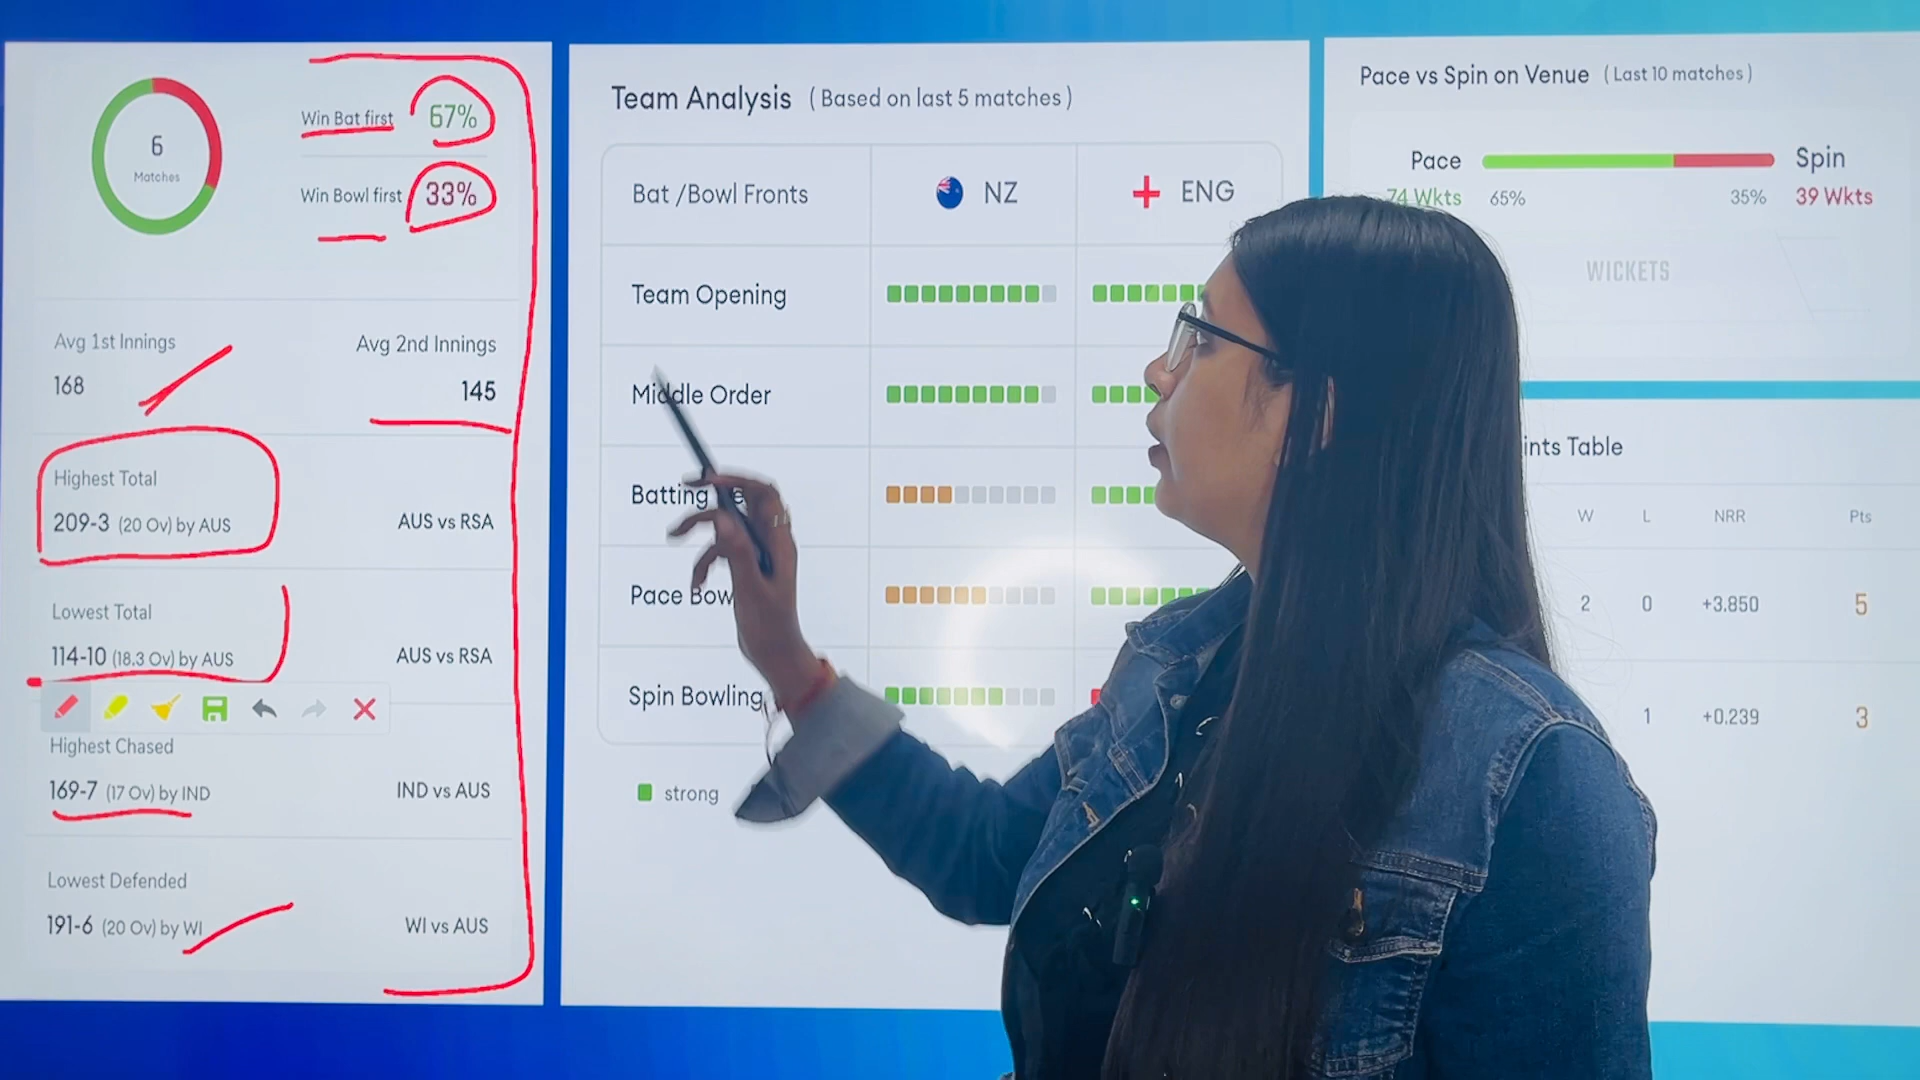 6
Matches
Win Bat first 67%
Win Bowl first 33%
Avg 1st Innings Avg 2nd Innings
168 145
Highest Total
209-3 (20 Ov) by AUS AUS vs RSA
Lowest Total
114-10 (18.3 Ov) by AUS AUS vs RSA
Highest Chased
169-7 (17 Ov) by IND IND vs AUS
Lowest Defended
191-6 (20 Ov) by WI WI vs AUS
Team Analysis (Based on last 5 matches)
Bat /Bowl Fronts NZ ENG
Team Opening
Middle Order
Batting
Pace Bow
Spin Bowling
strong
Pace vs Spin on Venue (Last 10 matches)
Pace Spin
74 Wkts 65% 35% 39 Wkts
WICKETS
ints Table
W L NRR Pts
2 0 +3.850 5
1 +0.239 3